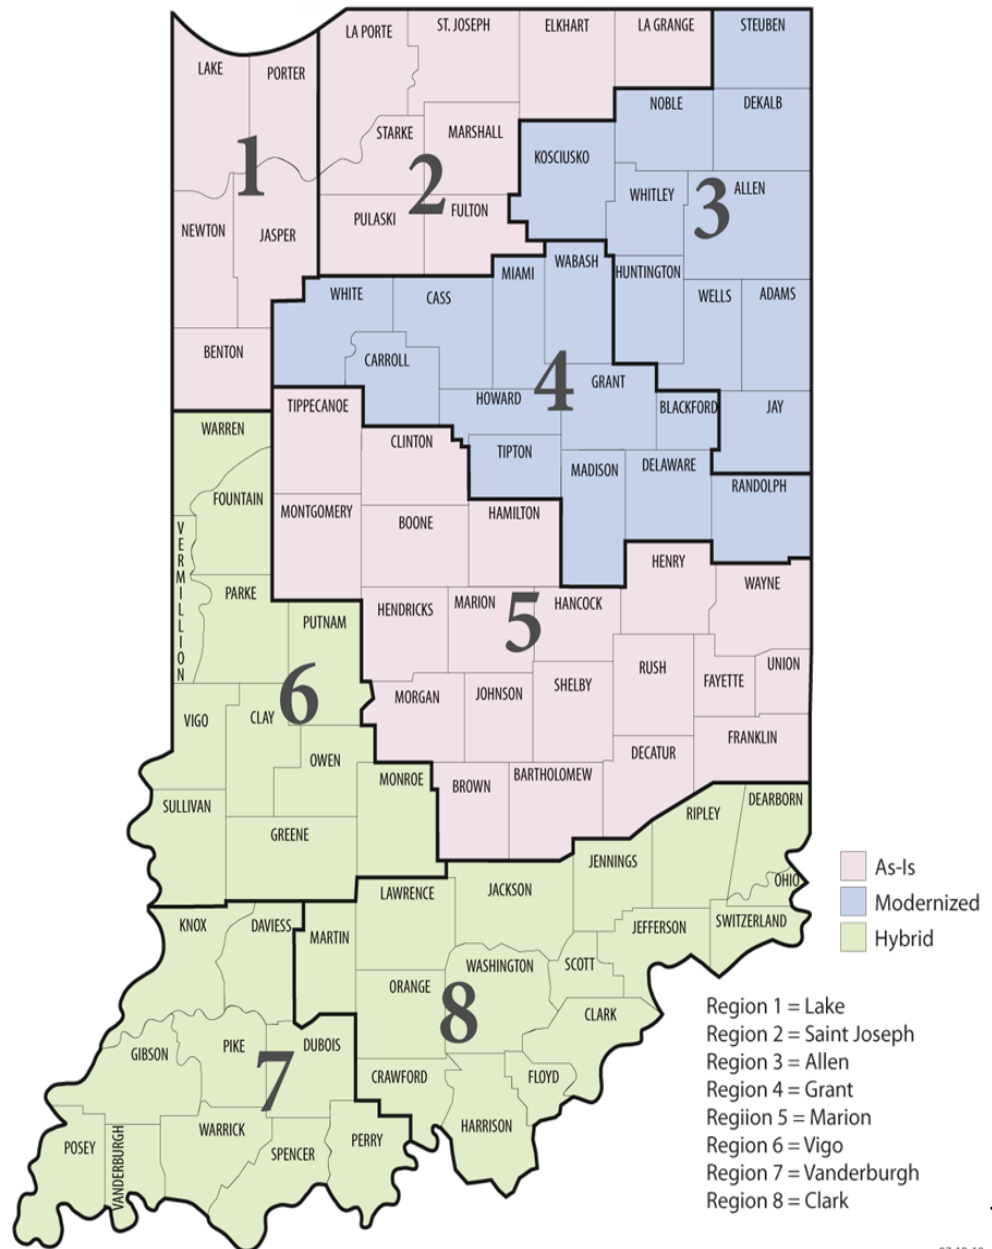 LA PORTE
ST. JOSEPH
ELKHART
LA GRANGE
STEUBEN
LAKE
PORTER
NOBLE
DEKALB
STARKE
MARSHALL
KOSCIUSKO
1
2
WHITLEY
3
ALLEN
NEWTON
JASPER
PULASKI
FULTON
WHITE
CASS
MIAMI
WABASH
HUNTINGTON
WELLS
ADAMS
BENTON
CARROLL
4
GRANT
TIPPECANOE
HOWARD
BLACKFORD
JAY
WARREN
CLINTON
TIPTON
MADISON
DELAWARE
RANDOLPH
FOUNTAIN
MONTGOMERY
BOONE
HAMILTON
VERMILLION
HENRY
WAYNE
PARKE
PUTNAM
HENDRICKS
MARION
5
HANCOCK
6
MORGAN
JOHNSON
SHELBY
RUSH
FAYETTE
UNION
VIGO
CLAY
OWEN
DECATUR
FRANKLIN
SULLIVAN
MONROE
BROWN
BARTHOLOMEW
RIPLEY
DEARBORN
GREENE
JENNINGS
OHIO
LAWRENCE
JACKSON
KNOX
DAVIESS
MARTIN
JEFFERSON
SWITZERLAND
ORANGE
WASHINGTON
SCOTT
8
CLARK
GIBSON
PIKE
DUBOIS
7
CRAWFORD
FLOYD
POSEY
VANDERBURGH
WARRICK
SPENCER
PERRY
HARRISON
As-Is
Modernized
Hybrid
Region 1 = Lake
Region 2 = Saint Joseph
Region 3 = Allen
Region 4 = Grant
Regiion 5 = Marion
Region 6 = Vigo
Region 7 = Vanderburgh
Region 8 = Clark